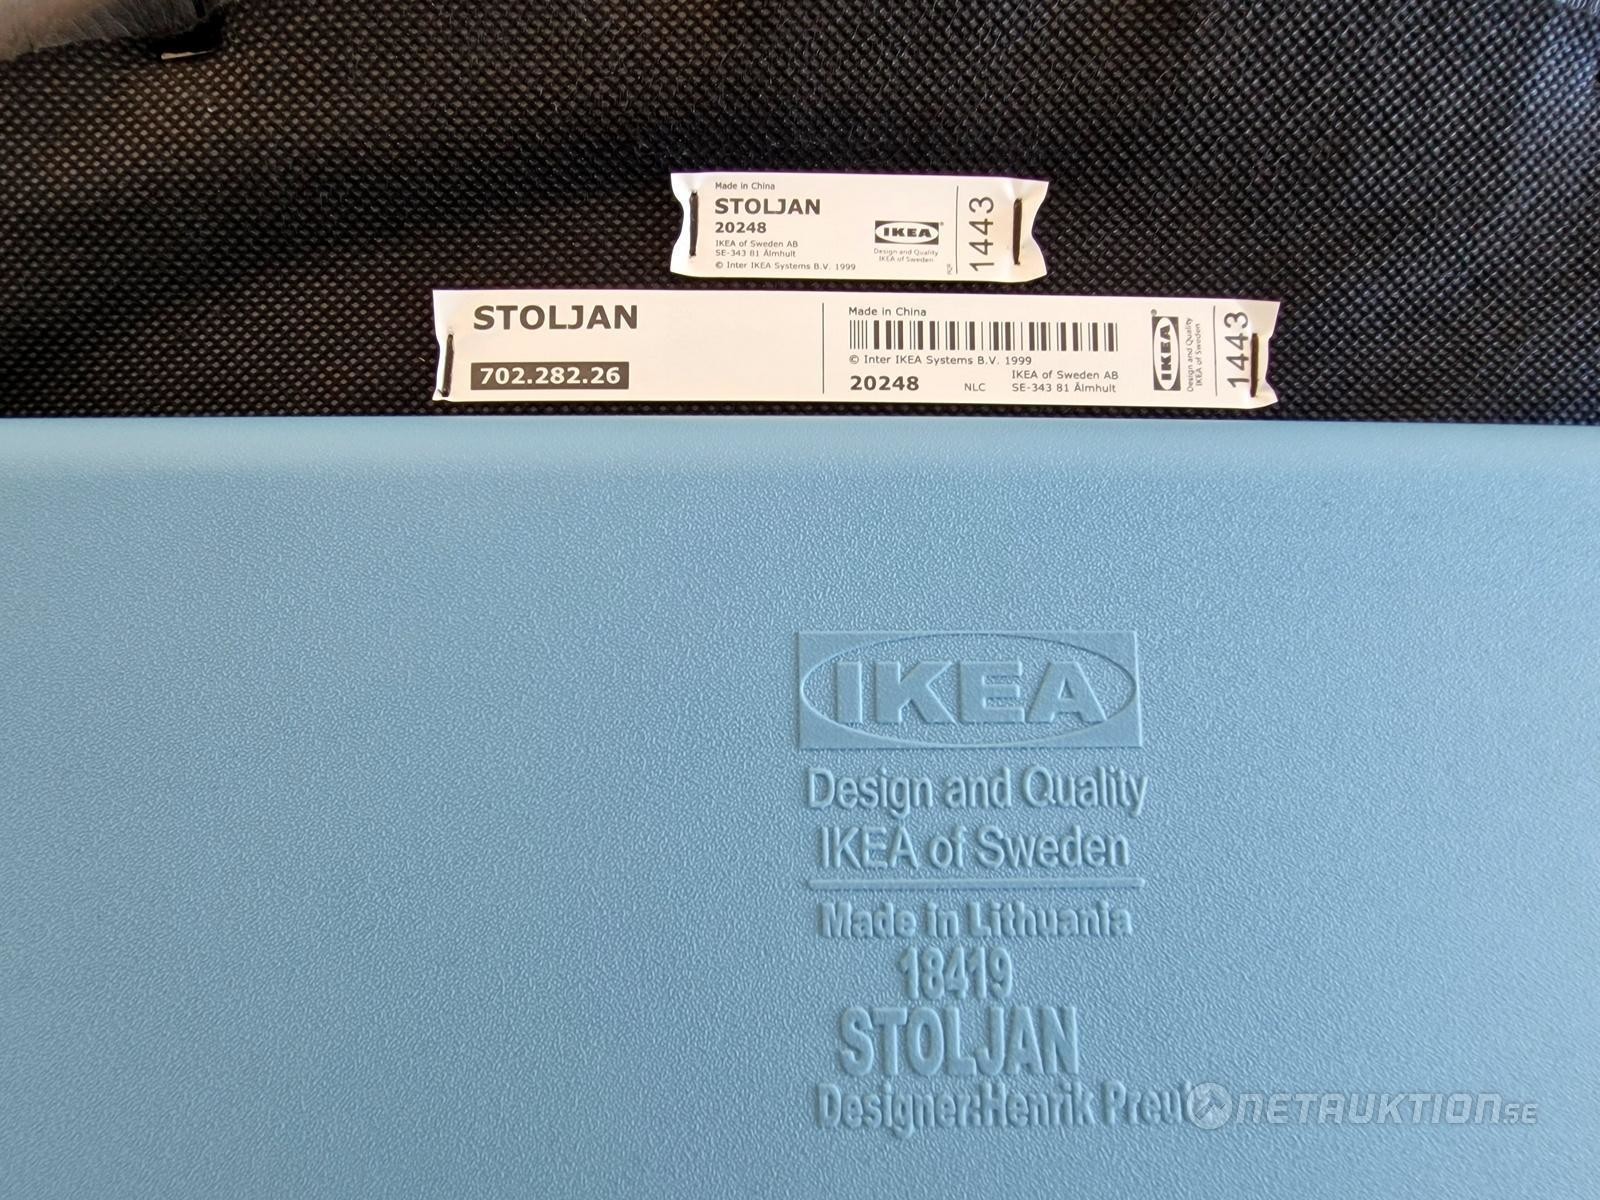 Made in China
STOLJAN
20248
IKEA of Sweden AB
SE-343 81 Älmhult
© Inter IKEA Systems B.V. 1999
IKEA®
Design and Quality
IKEA of Sweden
1443
STOLJAN
702.282.26
Made in China
© Inter IKEA Systems B.V. 1999
20248 NLC
IKEA of Sweden AB
SE-343 81 Älmhult
IKEA®
Design and Quality
IKEA of Sweden
1443
IKEA
Design and Quality
IKEA of Sweden
Made in Lithuania
18419
STOLJAN
Designer:Henrik
NETAUKTION.SE